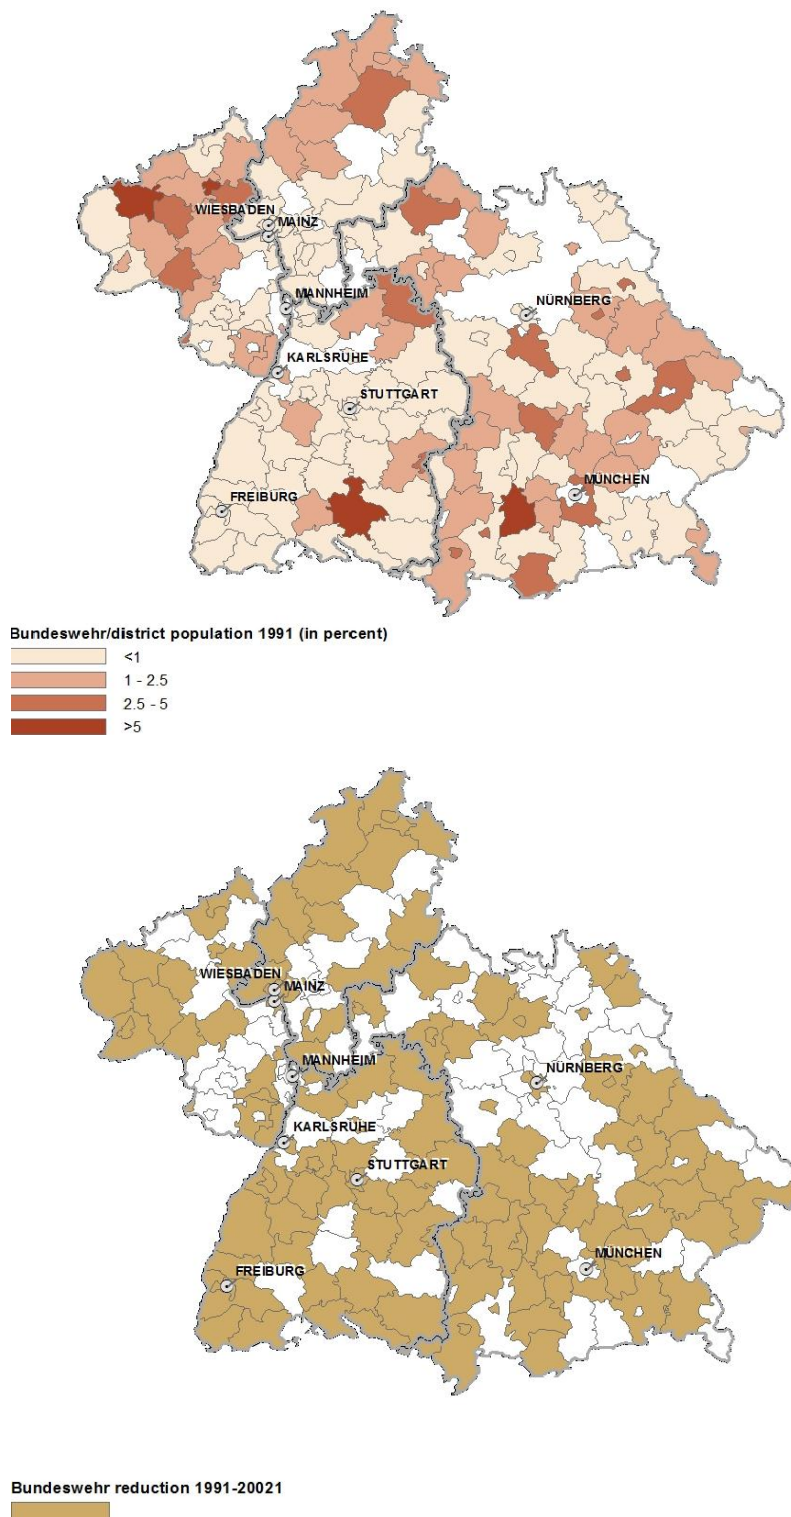 WIESBADEN
MAINZ
MANNHEIM
NÜRNBERG
KARLSRUHE
STUTTGART
MÜNCHEN
FREIBURG
Bundeswehr/district population 1991 (in percent)
<1
1 - 2.5
2.5 - 5
>5
WIESBADEN
MAINZ
MANNHEIM
NÜRNBERG
KARLSRUHE
STUTTGART
MÜNCHEN
FREIBURG
Bundeswehr reduction 1991-20021